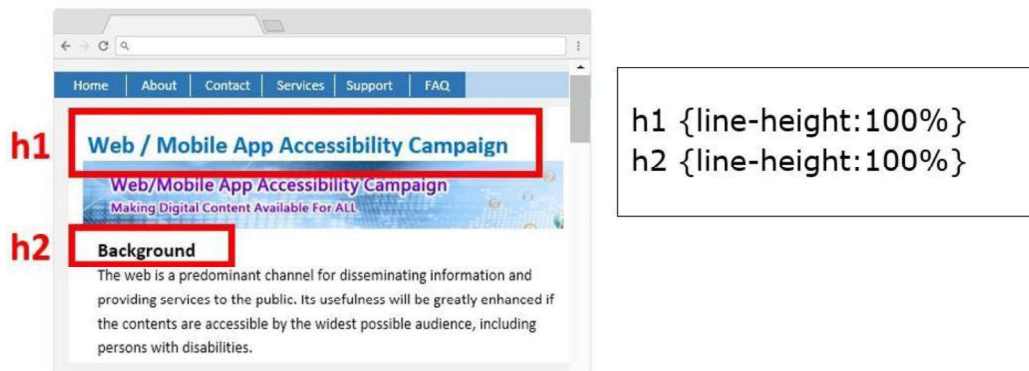 Home About Contact Services Support FAQ
h1
Web / Mobile App Accessibility Campaign
Web/Mobile App Accessibility Campaign
Making Digital Content Available For ALL
h2
Background
The web is a predominant channel for disseminating information and
providing services to the public. Its usefulness will be greatly enhanced if
the contents are accessible by the widest possible audience, including
persons with disabilities.
h1 {line-height:100%}
h2 {line-height:100%}